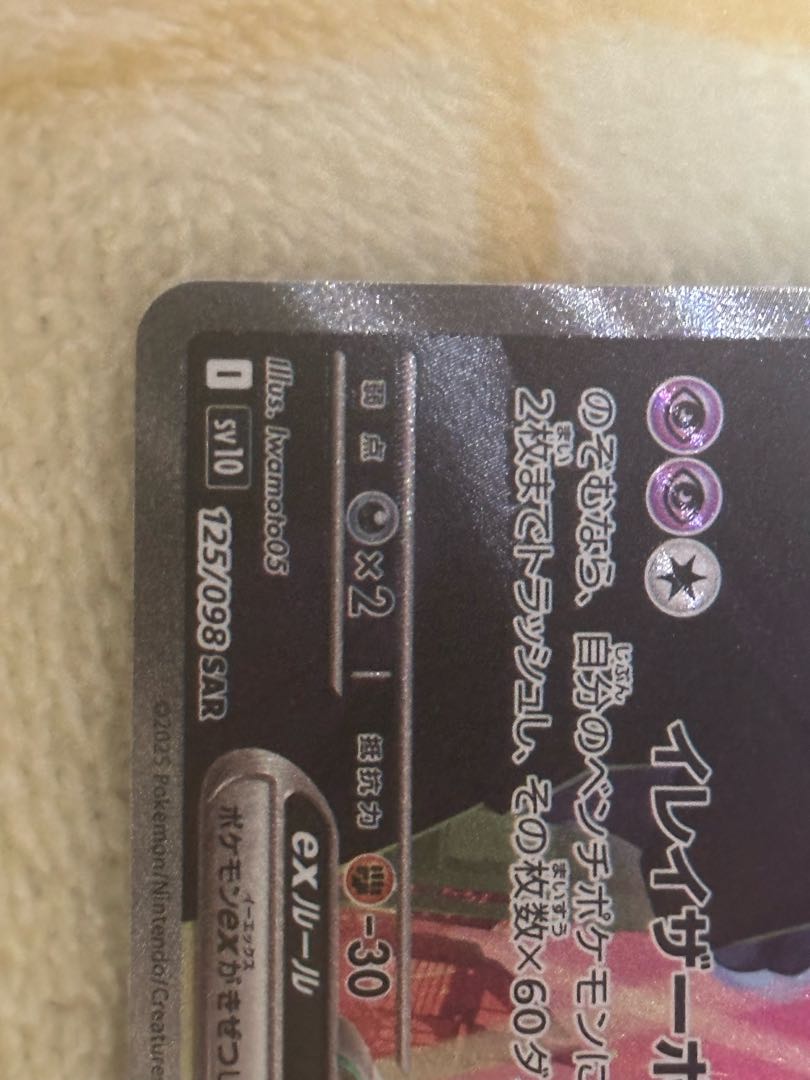 イレイザーボ
のぞむなら、自分のベンチポケモンに
2枚までトラッシュし、その枚数×60ダ
弱点 ×2 抵抗力 -30
Illus. Iwamoto05
I SV10 125/098 SAR
exルール
ポケモンexがきぜつし
©2025 Pokémon/Nintendo/Creature